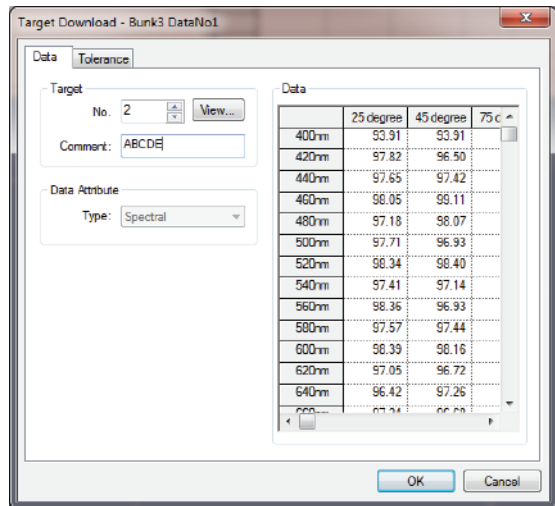 Target Download - Bunk3 DataNo1
Data Tolerance
Target
No. 2 View...
Comment: ABCDE
Data Attribute
Type: Spectral
Data
25 degree 45 degree 75 d
400nm 93.91 93.91
420nm 97.82 96.50
440nm 97.65 97.42
460nm 98.05 99.11
480nm 97.18 98.07
500nm 97.71 96.93
520nm 98.34 98.40
540nm 97.41 97.14
560nm 98.36 96.93
580nm 97.57 97.44
600nm 98.39 98.16
620nm 97.05 96.72
640nm 96.42 97.26
OK Cancel